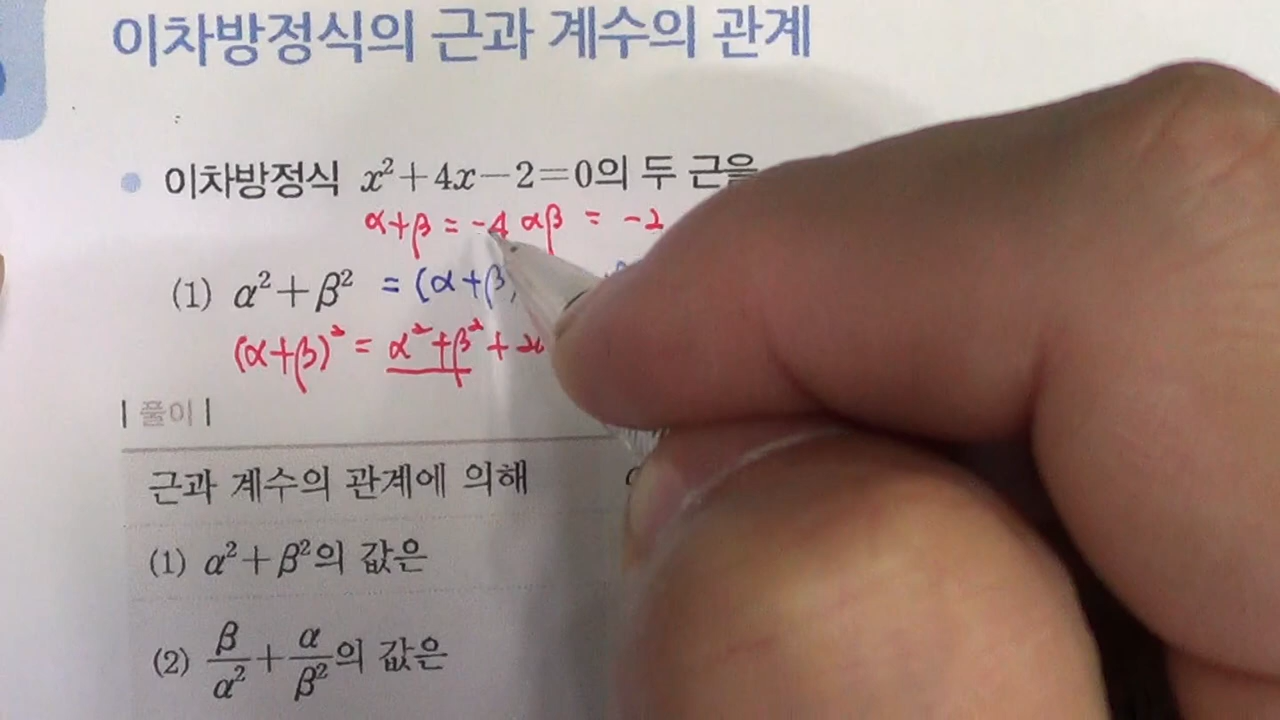 이차방정식의 근과 계수의 관계
이차방정식 x²+4x−2=0의 두 근을
α+β = -4 αβ = -2
(1) α²+β² = (α+β
(α+β)² = α²+β²+2
|풀이|
근과 계수의 관계에 의해
(1) α²+β²의 값은
(2) β/α²+α/β²의 값은